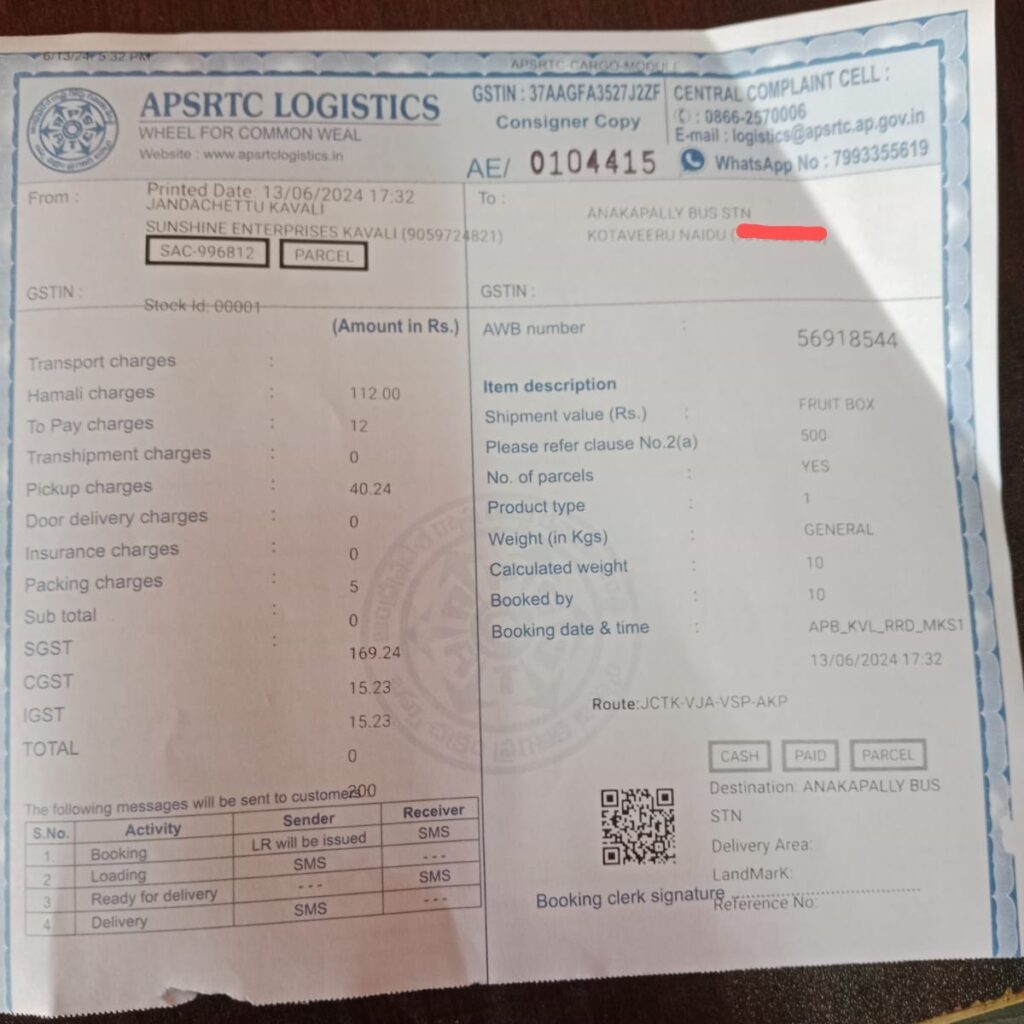 6/13/24, 5:32 PM
APSRTC CARGO-MODULE
APSRTC LOGISTICS
WHEEL FOR COMMON WEAL
Website : www.apsrtclogistics.in
GSTIN : 37AAGFA3527J2ZF
Consigner Copy
AE/ 0104415
CENTRAL COMPLAINT CELL :
: 0866-2570006
E-mail : logistics@apsrtc.ap.gov.in
WhatsApp No : 7993355619
From :
Printed Date: 13/06/2024 17:32
JANDACHETTU KAVALI
SUNSHINE ENTERPRISES KAVALI (9059724821)
SAC-996812 PARCEL
GSTIN :
Stock Id: 00001
To :
ANAKAPALLY BUS STN
KOTAVEERU NAIDU (
GSTIN :
(Amount in Rs.)
Transport charges :
Hamali charges : 112.00
To Pay charges : 12
Transhipment charges : 0
Pickup charges : 40.24
Door delivery charges : 0
Insurance charges : 0
Packing charges : 5
Sub total : 0
SGST : 169.24
CGST 15.23
IGST 15.23
TOTAL 0
200
AWB number : 56918544
Item description
FRUIT BOX
Shipment value (Rs.) : 500
Please refer clause No.2(a) YES
No. of parcels : 1
Product type : GENERAL
Weight (in Kgs) : 10
Calculated weight : 10
Booked by : APB_KVL_RRD_MKS1
Booking date & time : 13/06/2024 17:32
Route:JCTK-VJA-VSP-AKP
CASH PAID PARCEL
Destination: ANAKAPALLY BUS
STN
Delivery Area:
LandMarK:
Reference No:
Booking clerk signature
The following messages will be sent to customers
S.No. Activity Sender Receiver
1. Booking LR will be issued SMS
2 Loading SMS ---
3 Ready for delivery --- SMS
4 Delivery SMS ---